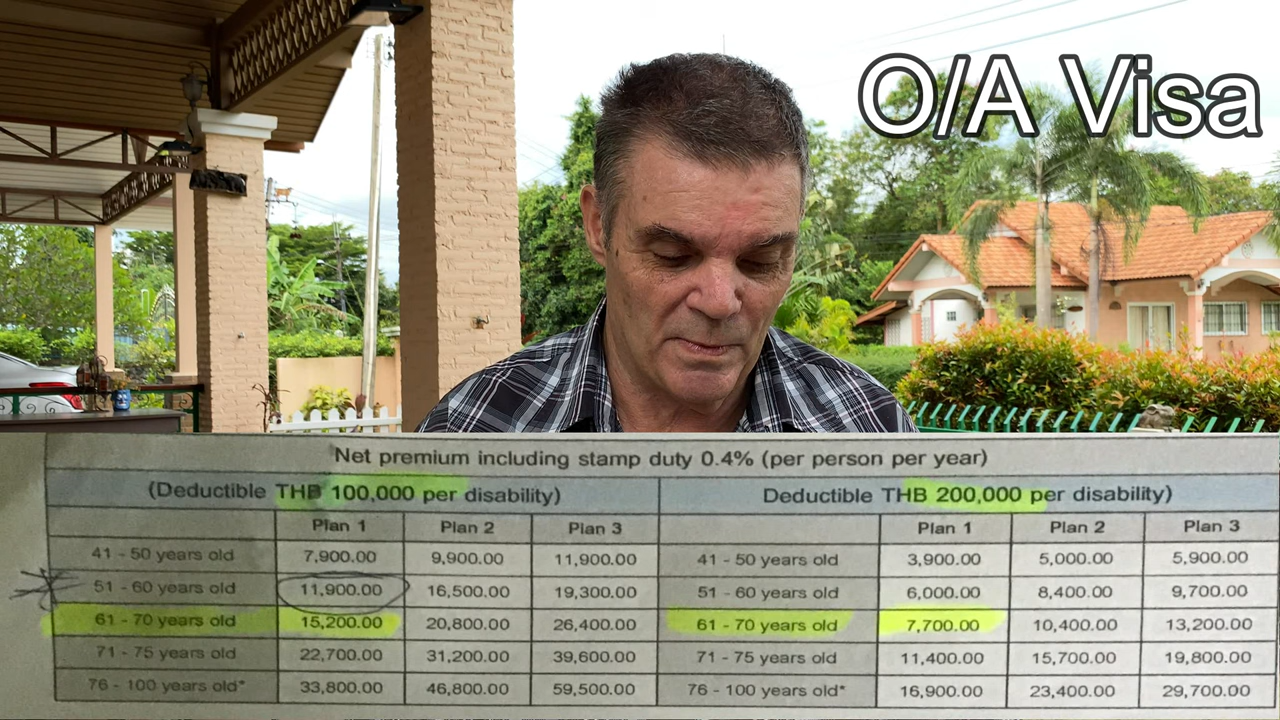 O/A Visa
Net premium including stamp duty 0.4% (per person per year)
(Deductible THB 100,000 per disability) Deductible THB 200,000 per disability)
Plan 1 Plan 2 Plan 3 Plan 1 Plan 2 Plan 3
41 - 50 years old 7,900.00 9,900.00 11,900.00 41 - 50 years old 3,900.00 5,000.00 5,900.00
51 - 60 years old 11,900.00 16,500.00 19,300.00 51 - 60 years old 6,000.00 8,400.00 9,700.00
61 - 70 years old 15,200.00 20,800.00 26,400.00 61 - 70 years old 7,700.00 10,400.00 13,200.00
71 - 75 years old 22,700.00 31,200.00 39,600.00 71 - 75 years old 11,400.00 15,700.00 19,800.00
76 - 100 years old* 33,800.00 46,800.00 59,500.00 76 - 100 years old* 16,900.00 23,400.00 29,700.00